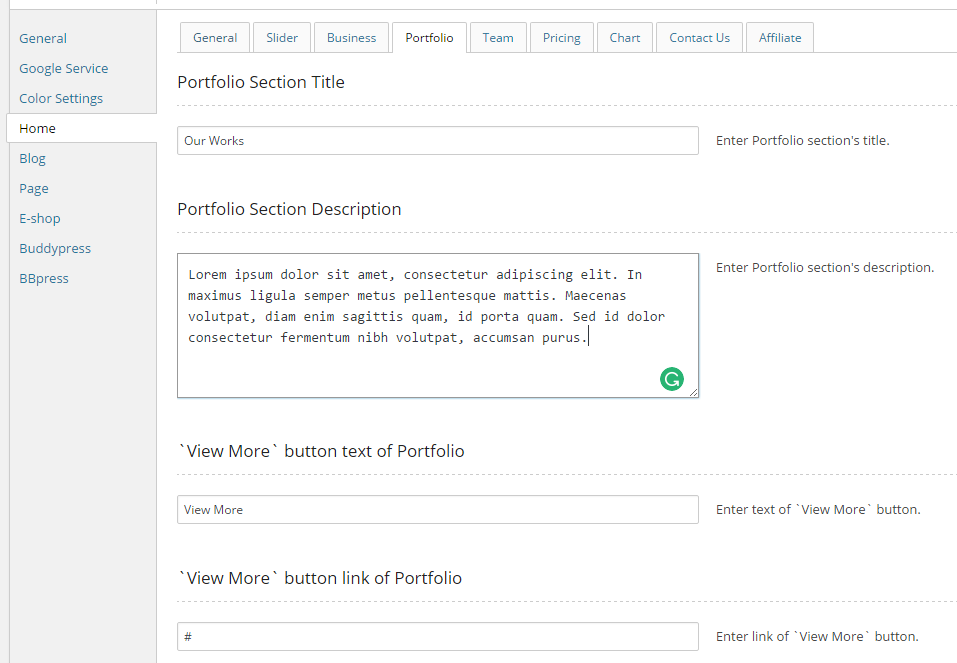 General
Google Service
Color Settings
Home
Blog
Page
E-shop
Buddypress
BBpress
General Slider Business Portfolio Team Pricing Chart Contact Us Affiliate
Portfolio Section Title
Our Works
Enter Portfolio section's title.
Portfolio Section Description
Lorem ipsum dolor sit amet, consectetur adipiscing elit. In
maximus ligula semper metus pellentesque mattis. Maecenas
volutpat, diam enim sagittis quam, id porta quam. Sed id dolor
consectetur fermentum nibh volutpat, accumsan purus.
Enter Portfolio section's description.
`View More` button text of Portfolio
View More
Enter text of `View More` button.
`View More` button link of Portfolio
#
Enter link of `View More` button.